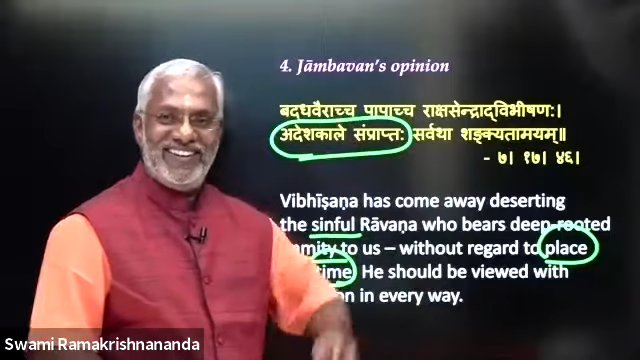 4. Jāmbavan's opinion
बद्धवैराच्च पापाच्च राक्षसेन्द्राद्विभीषण:।
अदेशकाले संप्राप्त: सर्वथा शङ्क्यतामयम्॥
- ७। १७। ४६।
Vibhīṣaṇa has come away deserting
the sinful Rāvaṇa who bears deep-rooted
to us – without regard to place
time. He should be viewed with
in every way.
Swami Ramakrishnananda